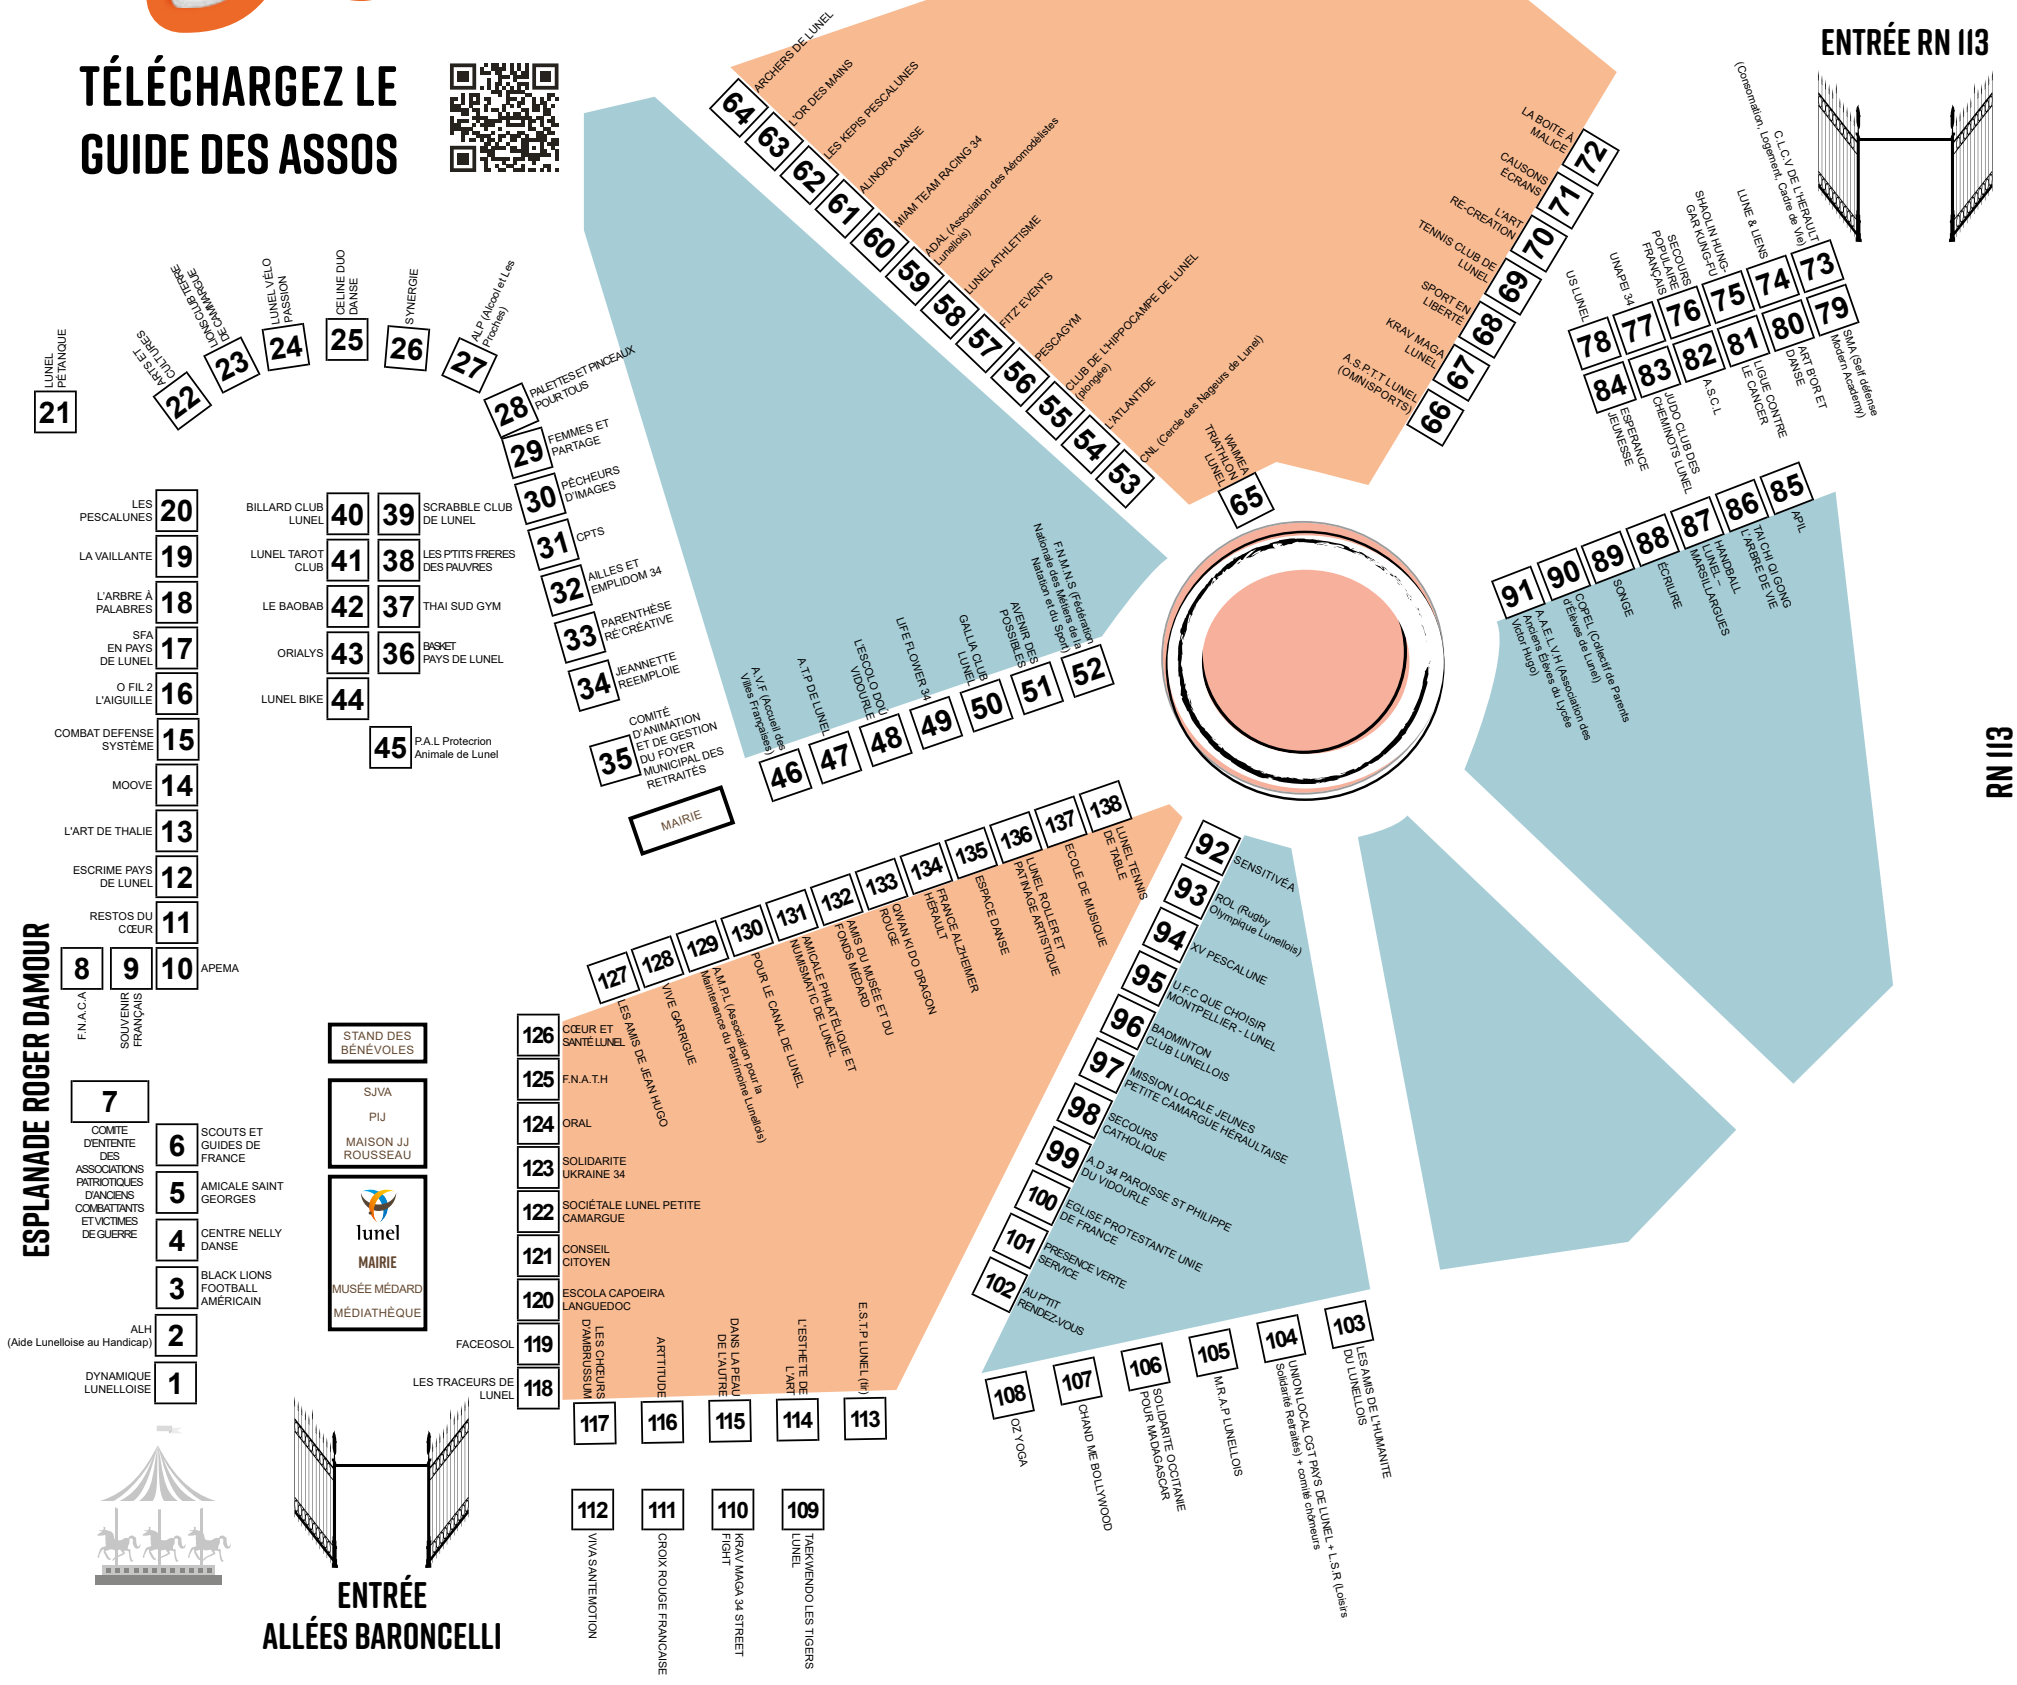 TÉLÉCHARGEZ LE
GUIDE DES ASSOS
ENTRÉE RN 113
RN 113
ESPLANADE ROGER DAMOUR
ENTRÉE
ALLÉES BARONCELLI
1
DYNAMIQUE
LUNELLOISE
2
ALH
(Aide Lunelloise au Handicap)
3
BLACK LIONS
FOOTBALL
AMÉRICAIN
4
CENTRE NELLY
DANSE
5
AMICALE SAINT
GEORGES
6
SCOUTS ET
GUIDES DE
FRANCE
7
COMITE
D'ENTENTE
DES
ASSOCIATIONS
PATRIOTIQUES
D'ANCIENS
COMBATTANTS
ET VICTIMES
DE GUERRE
8
F.N.A.C.A
9
SOUVENIR
FRANÇAIS
10
APEMA
11
RESTOS DU
CŒUR
12
ESCRIME PAYS
DE LUNEL
13
L'ART DE THALIE
14
MOOVE
15
COMBAT DEFENSE
SYSTÈME
16
O FIL 2
L'AIGUILLE
17
SFA
EN PAYS
DE LUNEL
18
L'ARBRE À
PALABRES
19
LA VAILLANTE
20
LES
PESCALUNES
21
LUNEL
PÉTANQUE
22
ARTS ET
CULTURES
23
LIONS CLUB TERRE
DE CAMARGUE
24
LUNEL VÉLO
PASSION
25
CELINE DUO
DANSE
26
SYNERGIE
27
ALP (Alcool et Les
Proches)
28
PALETTES ET PINCEAUX
POUR TOUS
29
FEMMES ET
PARTAGE
30
PÊCHEURS
D'IMAGES
31
CPTS
32
AILLES ET
EMPLIDOM 34
33
PARENTHÈSE
RÉ'CRÉATIVE
34
JEANNETTE
REEMPLOIE
35
COMITÉ
D'ANIMATION
ET DE GESTION
DU FOYER
MUNICIPAL DES
RETRAITÉS
MAIRIE
36
BASKET
PAYS DE LUNEL
37
THAI SUD GYM
38
LES P'TITS FRERES
DES PAUVRES
39
SCRABBLE CLUB
DE LUNEL
40
BILLARD CLUB
LUNEL
41
LUNEL TAROT
CLUB
42
LE BAOBAB
43
ORIALYS
44
LUNEL BIKE
45
P.A.L Protecrion
Animale de Lunel
46
A.V.F (Accueil des
Villes Françaises)
47
A.T.P DE LUNEL
48
L'ESCOLO DOÙ
VIDOURLE
49
LIFE FLOWER 34
50
GALLIA CLUB
LUNEL
51
AVENIR DES
POSSIBLES
52
F.N.M.N.S (Fédération
Nationale des Métiers de la
Natation et du Sport)
53
CNL (Cercle des Nageurs de Lunel)
54
L'ATLANTIDE
55
CLUB DE L'HIPPOCAMPE DE LUNEL
(plongée)
56
PESCAGYM
57
FITZ EVENTS
58
LUNEL ATHLETISME
59
ADAL (Association des Aéromodélistes
Lunellois)
60
MIAM TEAM RACING 34
61
ALINORA DANSE
62
LES KEPIS PESCALUNES
63
L'OR DES MAINS
64
ARCHERS DE LUNEL
65
WAIMEA
TRIATHLON
LUNEL
66
A.S.P.T.T LUNEL
(OMNISPORTS)
67
KRAV MAGA
LUNEL
68
SPORT EN
LIBERTÉ
69
TENNIS CLUB DE
LUNEL
70
L'ART
RE-CREATION
71
CAUSONS
ÉCRANS
72
LA BOITE À
MALICE
73
C.L.C.V DE L'HERAULT
(Consomation, Logement, Cadre de Vie)
74
LUNE & LIENS
75
SHAOLIN HUNG-
GAR KUNG-FU
76
SECOURS
POPULAIRE
FRANÇAIS
77
UNAPEI 34
78
US LUNEL
79
SMA (Self défense
Modern Academy)
80
ART B'OR ET
DANSE
81
LIGUE CONTRE
LE CANCER
82
A.S.C.L
83
JUDO CLUB DES
CHEMINOTS LUNEL
84
ESPERANCE
JEUNESSE
85
APIL
86
TAI CHI QI GONG
L'ARBRE DE VIE
87
HANDBALL
LUNEL –
MARSILLARGUES
88
ÉCRILIRE
89
SONGE
90
COPEL (Collectif de Parents
d'Élèves de Lunel)
91
A.A.E.L.V.H (Association des
Anciens Élèves du Lycée
Victor Hugo)
92
SENSITIVÉA
93
ROL (Rugby
Olympique Lunellois)
94
XV PESCALUNE
95
U.F.C QUE CHOISIR
MONTPELLIER - LUNEL
96
BADMINTON
CLUB LUNELLOIS
97
MISSION LOCALE JEUNES
PETITE CAMARGUE HÉRAULTAISE
98
SECOURS
CATHOLIQUE
99
A.D 34 PAROISSE ST PHILIPPE
DU VIDOURLE
100
EGLISE PROTESTANTE UNIE
DE FRANCE
101
PRESENCE VERTE
SERVICE
102
AU P'TIT
RENDEZ-VOUS
103
LES AMIS DE L'HUMANITE
DU LUNELLOIS
104
UNION LOCAL CGT PAYS DE LUNEL + L.S.R (Loisirs
Solidarité Retraités) + comité chômeurs
105
M.R.A.P LUNELLOIS
106
SOLIDARITE OCCITANIE
POUR MADAGASCAR
107
CHAND ME BOLLYWOOD
108
OZ YOGA
109
TAEKWENDO LES TIGERS
LUNEL
110
KRAV MAGA 34 STREET
FIGHT
111
CROIX ROUGE FRANCAISE
112
VIVA SANTEMOTION
113
E.S.T.P LUNEL (tir)
114
L'ESTHETE DE
L'ART
115
DANS LA PEAU
DE L'AUTRE
116
ARTTITUDE
117
LES CHŒURS
D'AMBRUSSUM
118
LES TRACEURS DE
LUNEL
119
FACEOSOL
120
ESCOLA CAPOEIRA
LANGUEDOC
121
CONSEIL
CITOYEN
122
SOCIÉTALE LUNEL PETITE
CAMARGUE
123
SOLIDARITE
UKRAINE 34
124
ORAL
125
F.N.A.T.H
126
CŒUR ET
SANTÉ LUNEL
127
LES AMIS DE JEAN HUGO
128
VIVE GARRIGUE
129
A.M.P.L (Association pour la
Maintenance du Patrimoine Lunellois)
130
POUR LE CANAL DE LUNEL
131
AMICALE PHILATÉLIQUE ET
NUMISMATIC DE LUNEL
132
AMIS DU MUSÉE ET DU
FONDS MÉDARD
133
QWAN KI DO DRAGON
ROUGE
134
FRANCE ALZHEIMER
HÉRAULT
135
ESPACE DANSE
136
LUNEL ROLLER ET
PATINAGE ARTISTIQUE
137
ECOLE DE MUSIQUE
138
LUNEL TENNIS
DE TABLE
STAND DES
BÉNÉVOLES
SJVA
PIJ
MAISON JJ
ROUSSEAU
lunel
MAIRIE
MUSÉE MÉDARD
MÉDIATHÈQUE